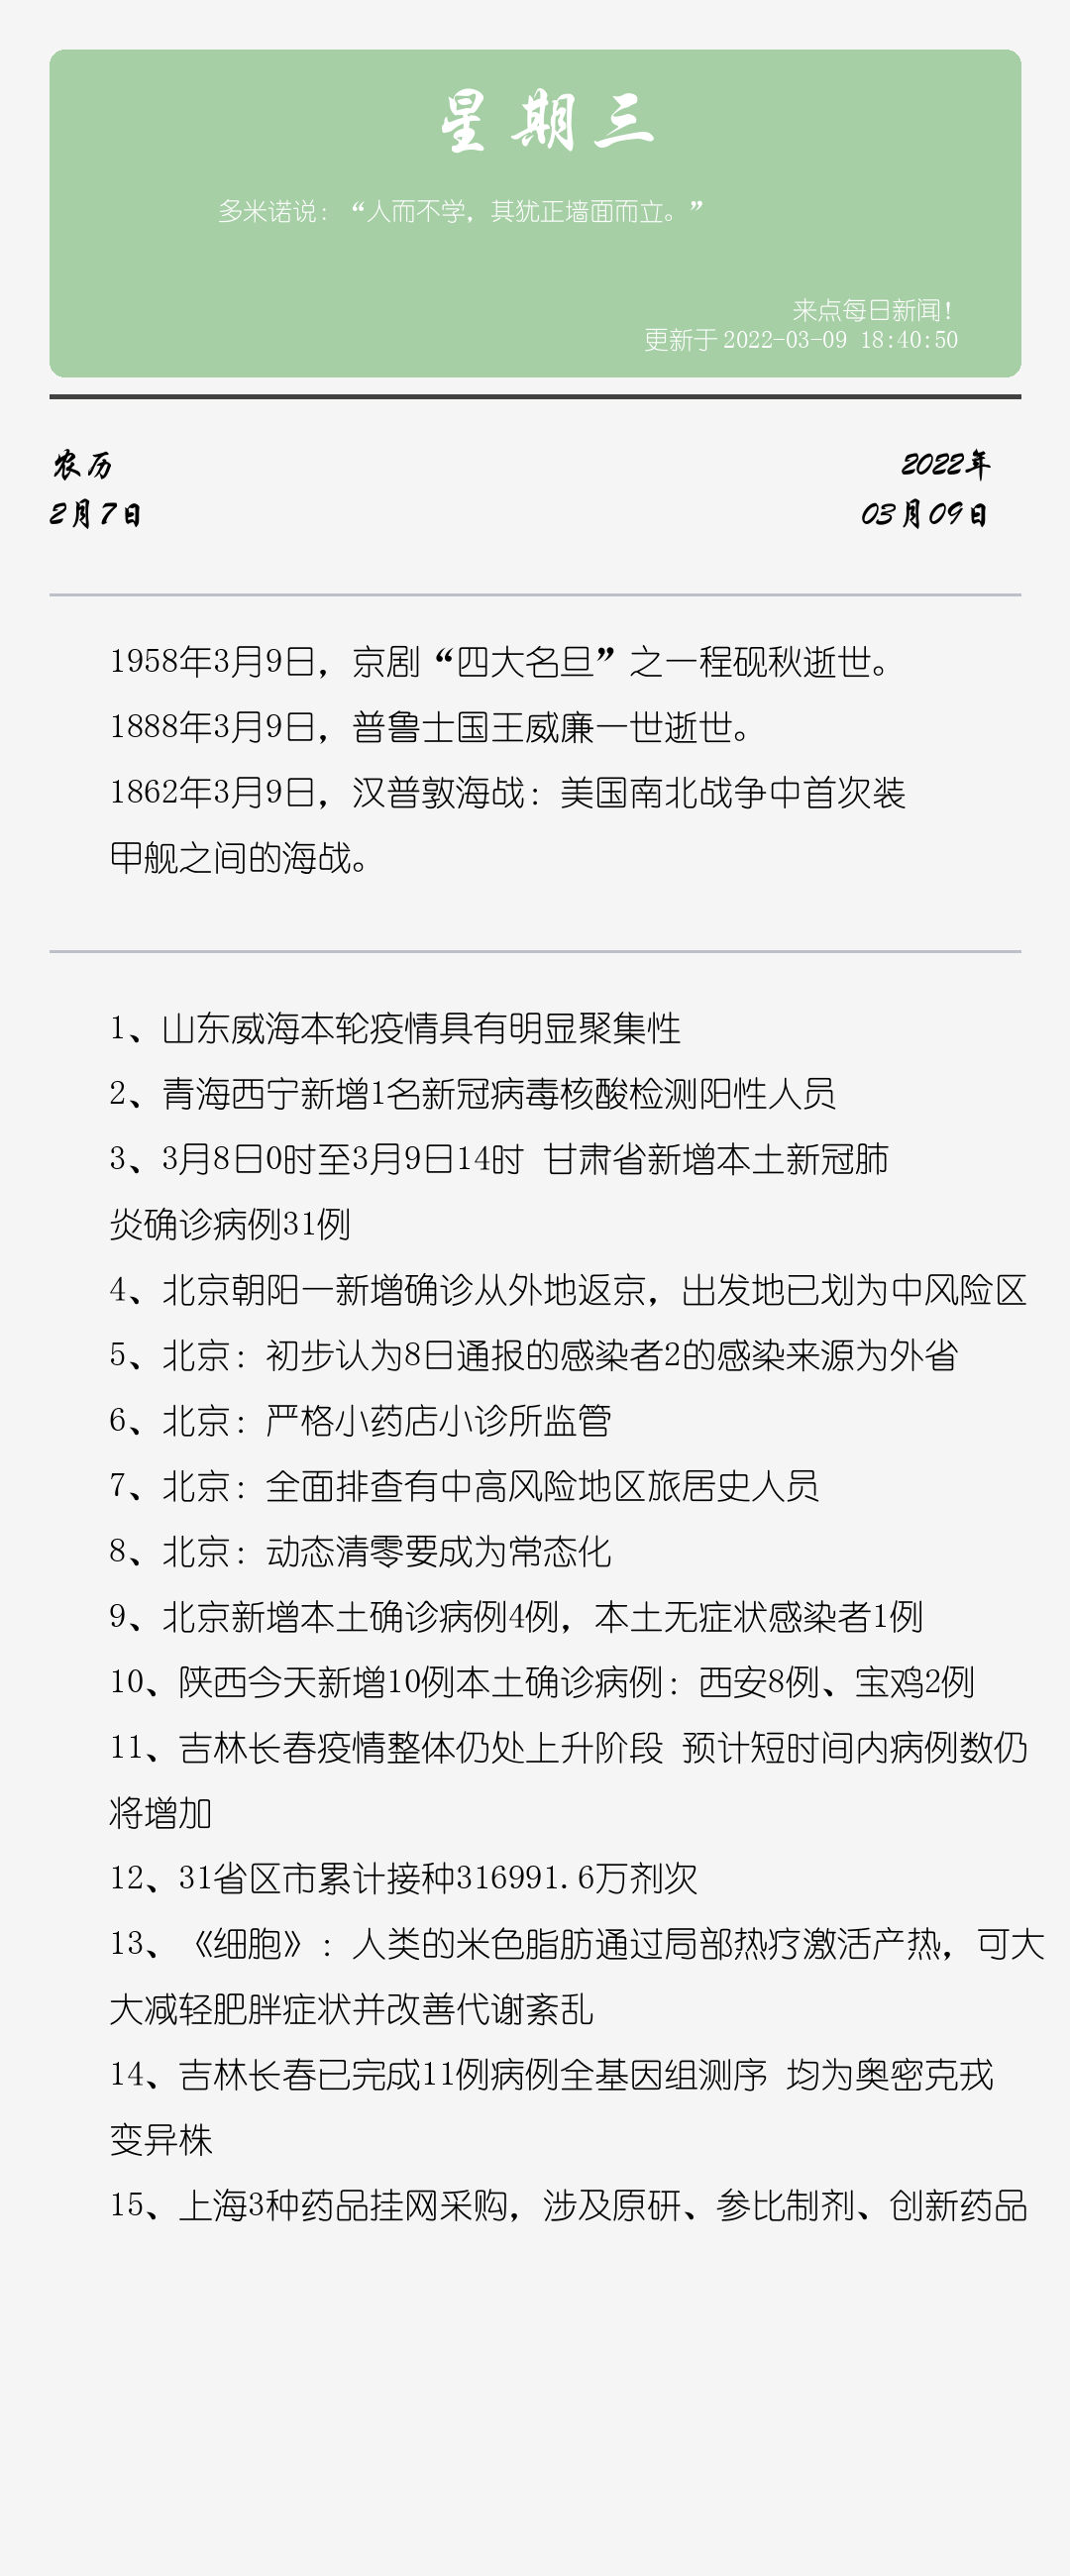 星期三
多米诺说：“人而不学，其犹正墙面而立。”
来点每日新闻！
更新于 2022-03-09 18:40:50
农历
2022年
2月7日
03月09日
1958年3月9日，京剧“四大名旦”之一程砚秋逝世。
1888年3月9日，普鲁士国王威廉一世逝世。
1862年3月9日，汉普敦海战：美国南北战争中首次装
甲舰之间的海战。
1、山东威海本轮疫情具有明显聚集性
2、青海西宁新增1名新冠病毒核酸检测阳性人员
3、3月8日0时至3月9日14时 甘肃省新增本土新冠肺
炎确诊病例31例
4、北京朝阳一新增确诊从外地返京，出发地已划为中风险区
5、北京：初步认为8日通报的感染者2的感染来源为外省
6、北京：严格小药店小诊所监管
7、北京：全面排查有中高风险地区旅居史人员
8、北京：动态清零要成为常态化
9、北京新增本土确诊病例4例，本土无症状感染者1例
10、陕西今天新增10例本土确诊病例：西安8例、宝鸡2例
11、吉林长春疫情整体仍处上升阶段 预计短时间内病例数仍
将增加
12、31省区市累计接种316991.6万剂次
13、《细胞》：人类的米色脂肪通过局部热疗激活产热，可大
大减轻肥胖症状并改善代谢紊乱
14、吉林长春已完成11例病例全基因组测序 均为奥密克戎
变异株
15、上海3种药品挂网采购，涉及原研、参比制剂、创新药品